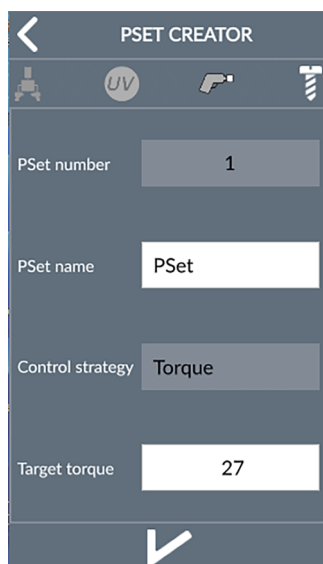 PSET CREATOR
UV
PSet number 1
PSet name PSet
Control strategy Torque
Target torque 27